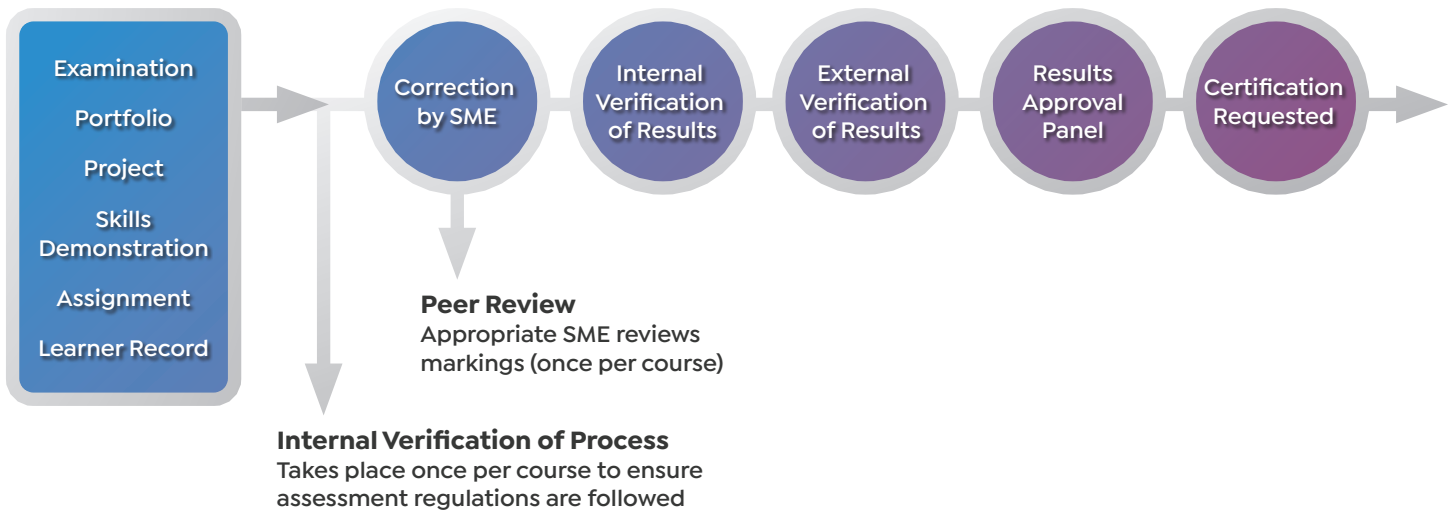 Examination
Portfolio
Project
Skills
Demonstration
Assignment
Learner Record
Correction
by SME
Internal
Verification
of Results
External
Verification
of Results
Results
Approval
Panel
Certification
Requested
Peer Review
Appropriate SME reviews
markings (once per course)
Internal Verification of Process
Takes place once per course to ensure
assessment regulations are followed